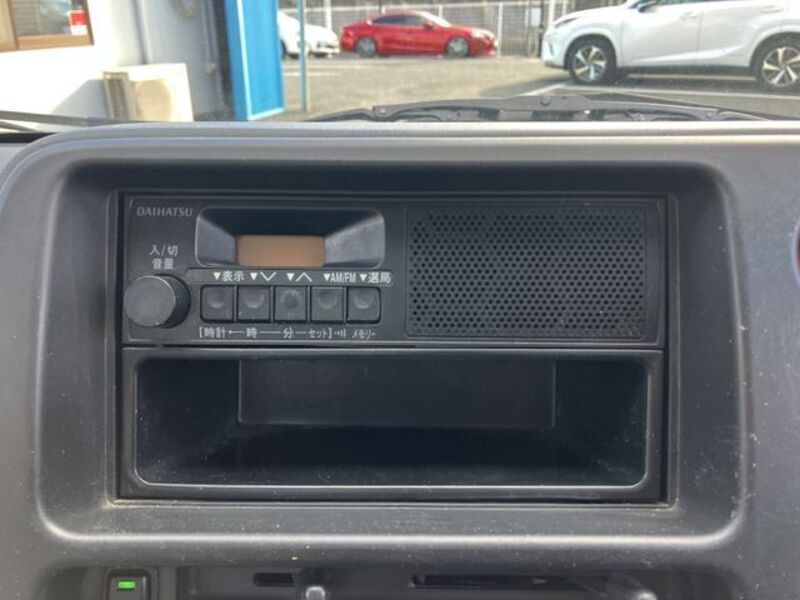 DAIHATSU
入/切
音量
▼表示 ▼∨ ▼∧ ▼AM/FM ▼選局
[時計 ●—時 —分 —セット]
メモリー